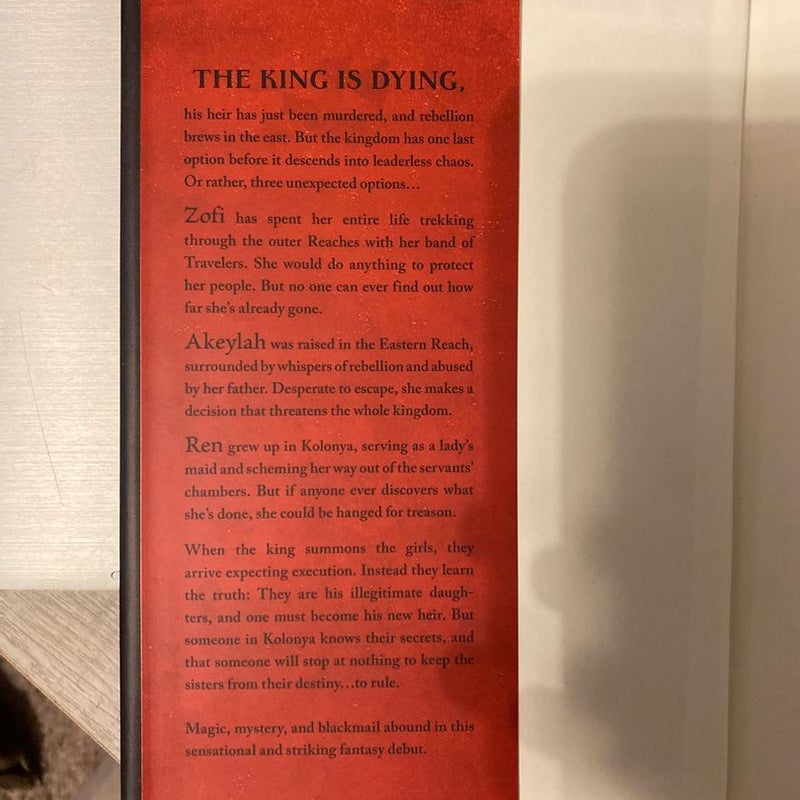 THE KING IS DYING,
his heir has just been murdered, and rebellion
brews in the east. But the kingdom has one last
option before it descends into leaderless chaos.
Or rather, three unexpected options...
Zofi has spent her entire life trekking
through the outer Reaches with her band of
Travelers. She would do anything to protect
her people. But no one can ever find out how
far she's already gone.
Akeylah was raised in the Eastern Reach,
surrounded by whispers of rebellion and abused
by her father. Desperate to escape, she makes a
decision that threatens the whole kingdom.
Ren grew up in Kolonya, serving as a lady's
maid and scheming her way out of the servants'
chambers. But if anyone ever discovers what
she's done, she could be hanged for treason.
When the king summons the girls, they
arrive expecting execution. Instead they learn
the truth: They are his illegitimate daugh-
ters, and one must become his new heir. But
someone in Kolonya knows their secrets, and
that someone will stop at nothing to keep the
sisters from their destiny...to rule.
Magic, mystery, and blackmail abound in this
sensational and striking fantasy debut.